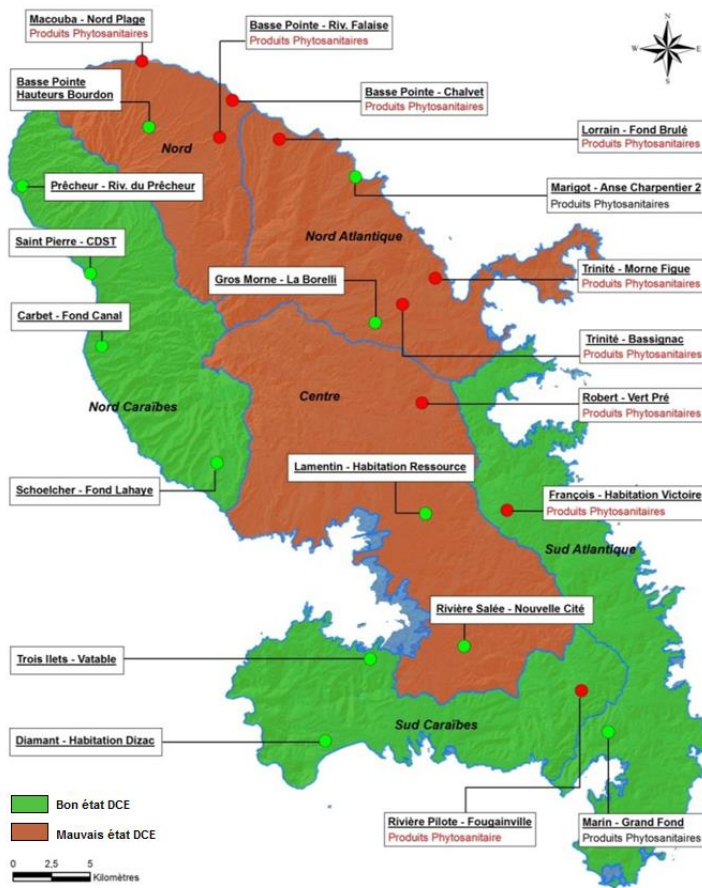 Macouba - Nord Plage
Produits Phytosanitaires
Basse Pointe - Riv. Falaise
Produits Phytosanitaires
N
W
E
S
Basse Pointe
Hauteurs Bourdon
Basse Pointe - Chalvet
Produits Phytosanitaires
Lorrain - Fond Brulé
Produits Phytosanitaires
Nord
Prêcheur - Riv. du Prêcheur
Marigot - Anse Charpentier 2
Produits Phytosanitaires
Nord Atlantique
Saint Pierre - CDST
Gros Morne - La Borelli
Trinité - Morne Figue
Produits Phytosanitaires
Carbet - Fond Canal
Trinité - Bassignac
Produits Phytosanitaires
Nord Caraïbes
Centre
Robert - Vert Pré
Produits Phytosanitaires
Schoelcher - Fond Lahaye
Lamentin - Habitation Ressource
François - Habitation Victoire
Produits Phytosanitaires
Sud Atlantique
Rivière Salée - Nouvelle Cité
Trois Ilets - Vatable
Sud Caraïbes
Diamant - Habitation Dizac
Bon état DCE
Mauvais état DCE
Rivière Pilote - Fougainville
Produits Phytosanitaire
Marin - Grand Fond
Produits Phytosanitaires
0 2,5 5
Kilomètres